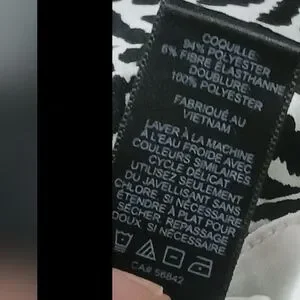 COQUILLE:
94% POLYESTER
6% FIBRE ÉLASTHANNE
DOUBLURE:
100% POLYESTER
FABRIQUÉ AU
VIETNAM
LAVER À LA MACHINE
À L'EAU FROIDE AVEC
COULEURS SIMILAIRES
CYCLE DÉLICAT
UTILISEZ SEULEMENT
DU JAVELLISANT SANS
CHLORE, SI NÉCESSAIRE
ÉTENDRE À PLAT POUR
SÉCHER, REPASSAGE
DOUX, SI NÉCESSAIRE
CA# 56842